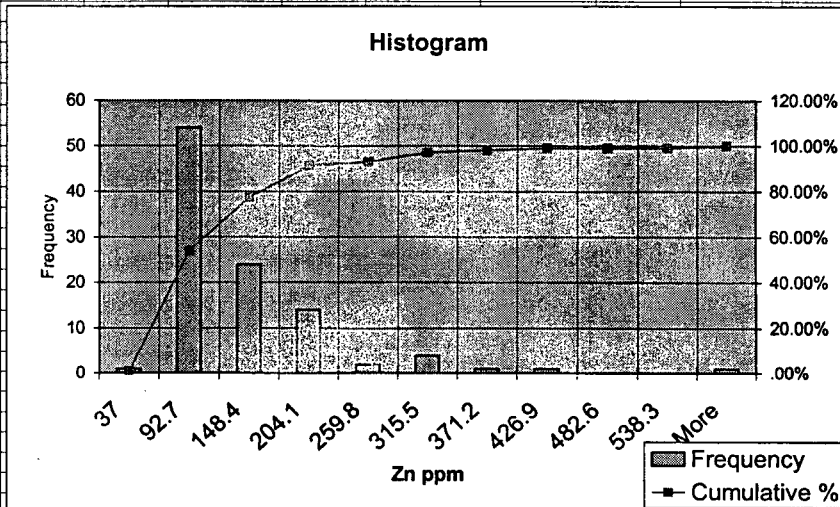 Histogram
60 120.00%
50 100.00%
40 80.00%
30 60.00%
20 40.00%
10 20.00%
0 .00%
Frequency
37 92.7 148.4 204.1 259.8 315.5 371.2 426.9 482.6 538.3 More
Zn ppm
Frequency
Cumulative %